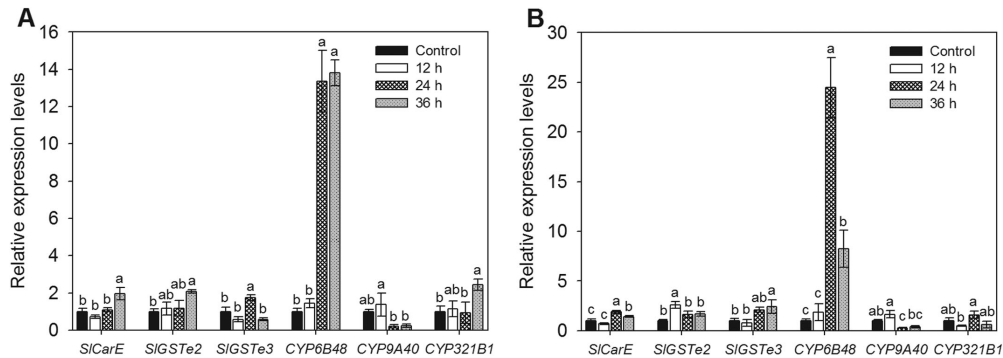 A
Relative expression levels
16
14
12
10
8
6
4
2
0
Control
12 h
24 h
36 h
b b b a
b ab ab a
b b a b
b b a a
ab a b b
b b b a
SlCarE SlGSTe2 SlGSTe3 CYP6B48 CYP9A40 CYP321B1
B
Relative expression levels
30
25
20
15
10
5
0
Control
12 h
24 h
36 h
c c a b
b a b b
b b ab a
c c a b
ab a c bc
ab b a ab
SlCarE SlGSTe2 SlGSTe3 CYP6B48 CYP9A40 CYP321B1